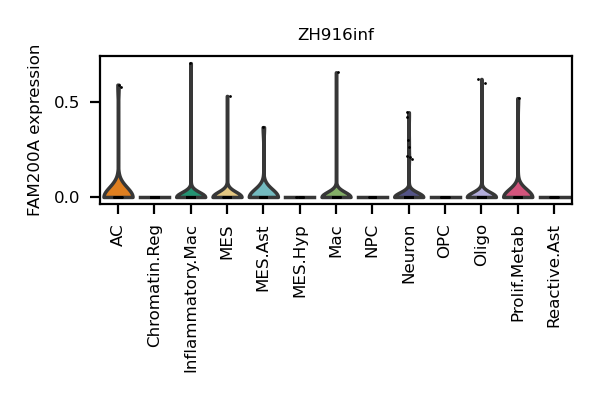 ZH916inf
FAM200A expression
0.5
0.0
AC
Chromatin.Reg
Inflammatory.Mac
MES
MES.Ast
MES.Hyp
Mac
NPC
Neuron
OPC
Oligo
Prolif.Metab
Reactive.Ast